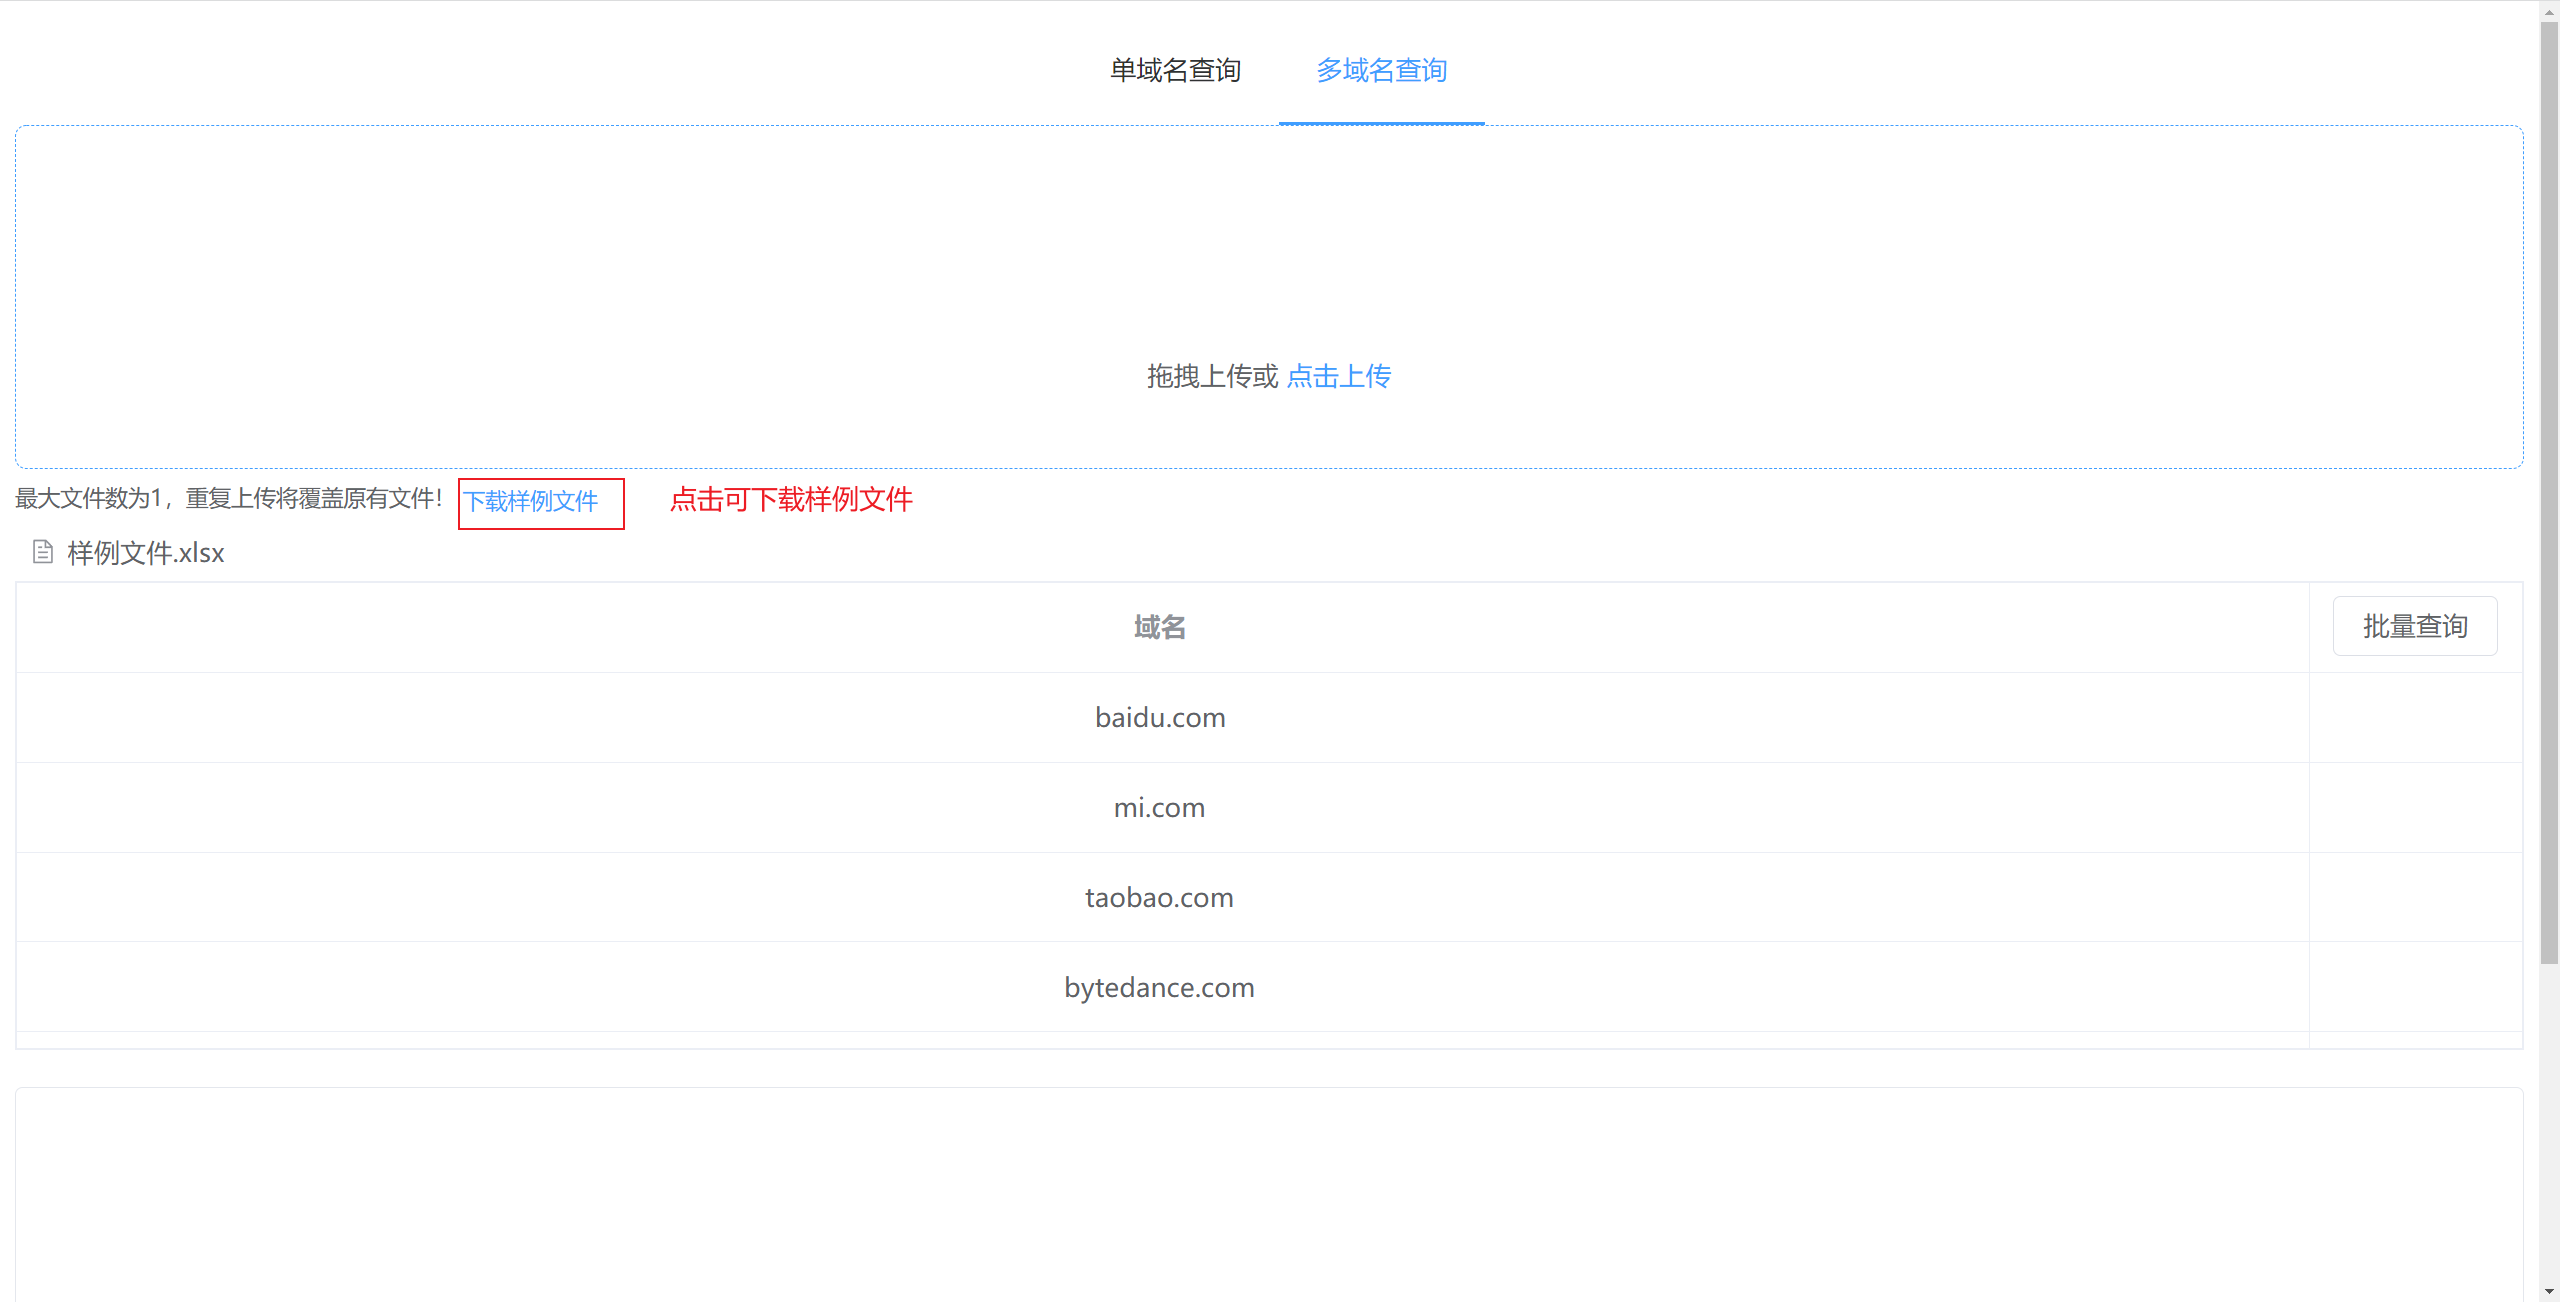 单域名查询 多域名查询
拖拽上传或 点击上传
最大文件数为1，重复上传将覆盖原有文件！ 下载样例文件 点击可下载样例文件
样例文件.xlsx
域名 批量查询
baidu.com
mi.com
taobao.com
bytedance.com